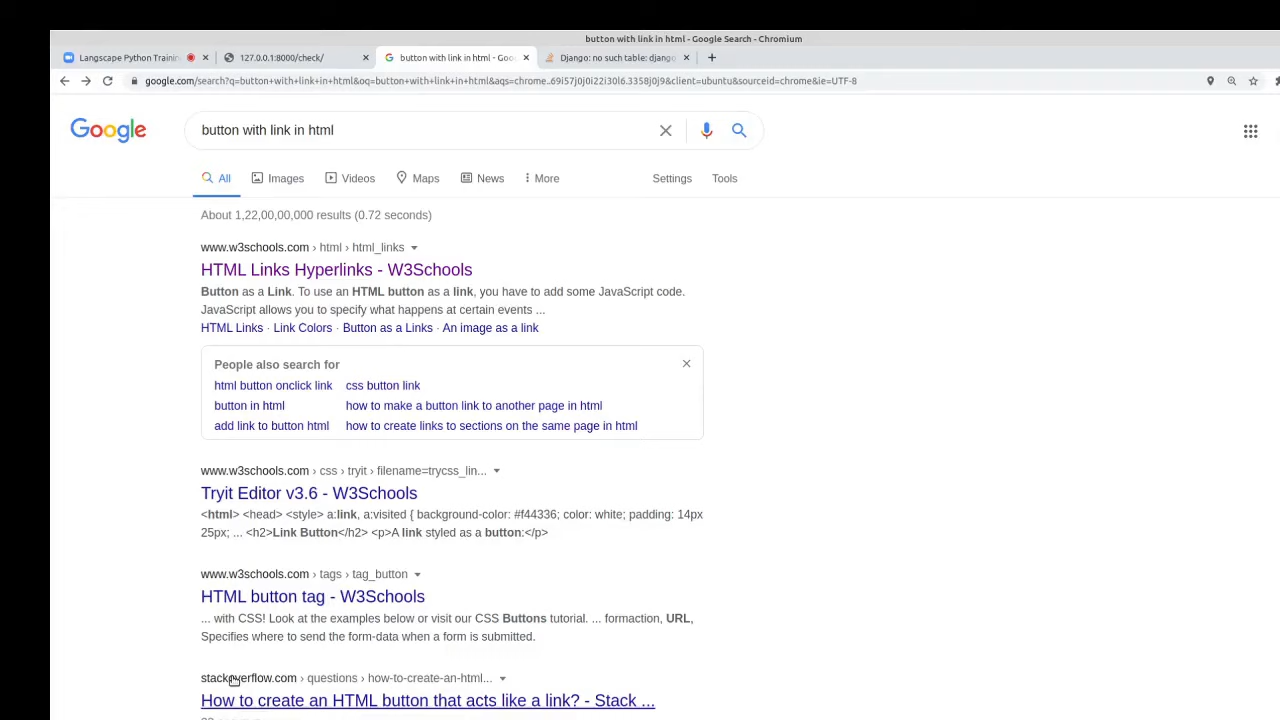 button with link in html - Google Search - Chromium
Langscape Python Trainin
127.0.0.1:8000/check/
button with link in html - Goo
Django: no such table: django
google.com/search?q=button+with+link+in+html&oq=button+with+link+in+html&aqs=chrome..69i57j0j0i22i30l6.3358j0j9&client=ubuntu&sourceid=chrome&ie=UTF-8
Google
button with link in html
All Images Videos Maps News More Settings Tools
About 1,22,00,00,000 results (0.72 seconds)
www.w3schools.com › html › html_links
HTML Links Hyperlinks - W3Schools
Button as a Link. To use an HTML button as a link, you have to add some JavaScript code.
JavaScript allows you to specify what happens at certain events ...
HTML Links · Link Colors · Button as a Links · An image as a link
People also search for
html button onclick link css button link
button in html how to make a button link to another page in html
add link to button html how to create links to sections on the same page in html
www.w3schools.com › css › tryit › filename=trycss_lin...
Tryit Editor v3.6 - W3Schools
<html> <head> <style> a:link, a:visited { background-color: #f44336; color: white; padding: 14px
25px; ... <h2>Link Button</h2> <p>A link styled as a button:</p>
www.w3schools.com › tags › tag_button
HTML button tag - W3Schools
... with CSS! Look at the examples below or visit our CSS Buttons tutorial. ... formaction, URL,
Specifies where to send the form-data when a form is submitted.
stackoverflow.com › questions › how-to-create-an-html...
How to create an HTML button that acts like a link? - Stack ...